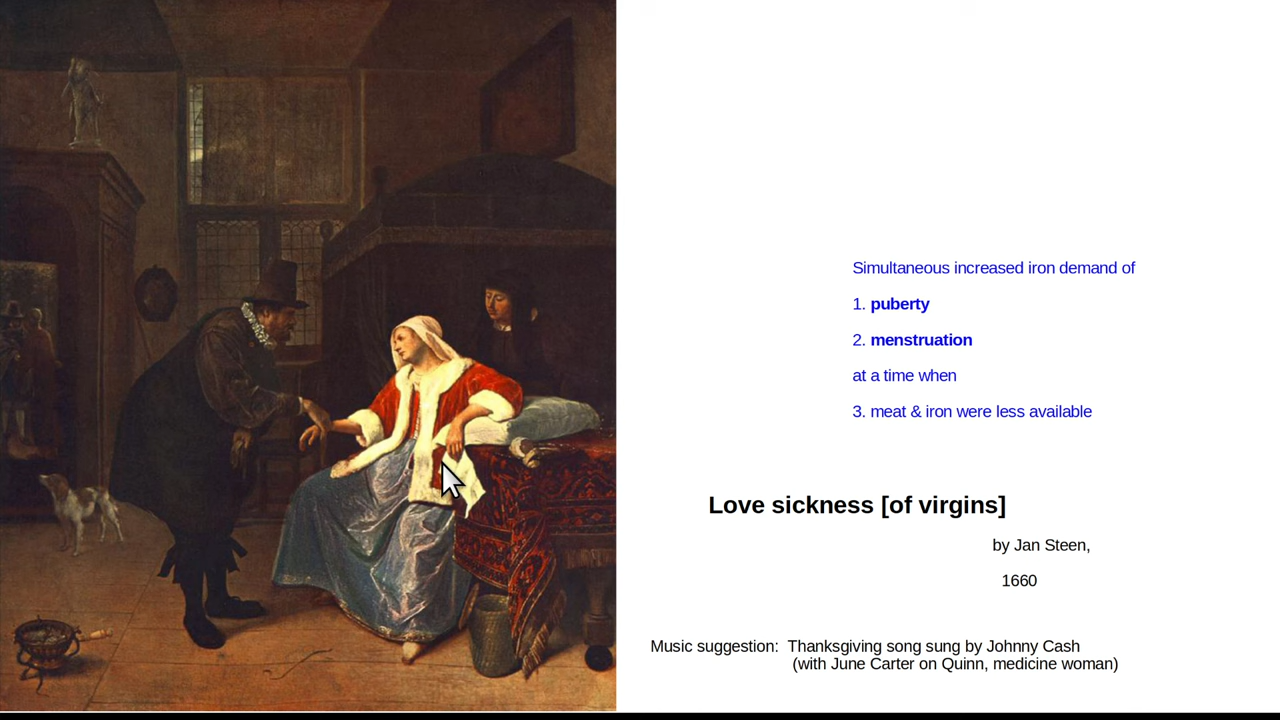 Simultaneous increased iron demand of
1. puberty
2. menstruation
at a time when
3. meat & iron were less available
Love sickness [of virgins]
by Jan Steen,
1660
Music suggestion: Thanksgiving song sung by Johnny Cash
(with June Carter on Quinn, medicine woman)